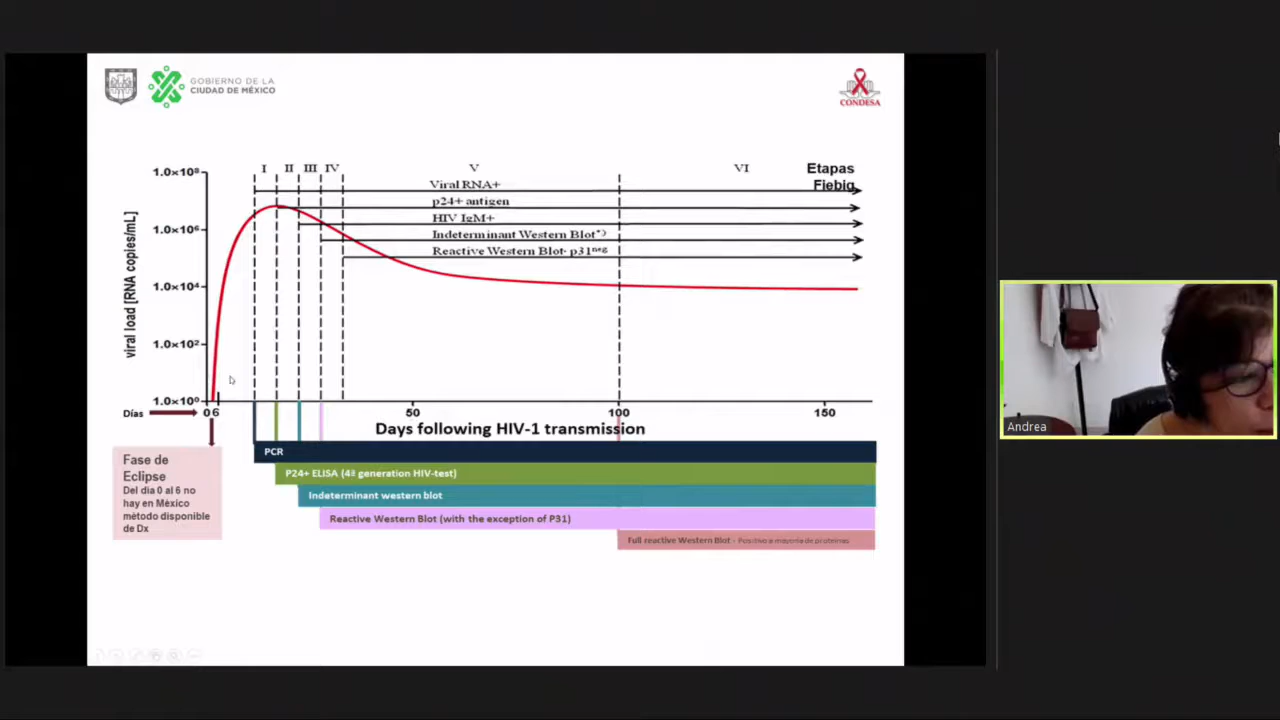 GOBIERNO DE LA
CIUDAD DE MÉXICO
CONDESA
I II III IV V VI
Etapas
Fiebig
Viral RNA+
p24+ antigen
HIV IgM+
Indeterminant Western Blot*)
Reactive Western Blot- p31neg
viral load [RNA copies/mL]
1.0×10⁸
1.0×10⁶
1.0×10⁴
1.0×10²
1.0×10⁰
Días
0 6 50 100 150
Days following HIV-1 transmission
Fase de
Eclipse
Del día 0 al 6 no
hay en México
método disponible
de Dx
PCR
P24+ ELISA (4ª generation HIV-test)
Indeterminant western blot
Reactive Western Blot (with the exception of P31)
Full reactive Western Blot - Positivo a mayoría de proteínas
Andrea